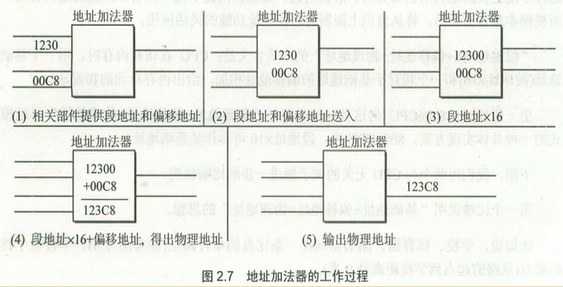 地址加法器 地址加法器 地址加法器
1230 1230 12300
00C8 00C8 00C8
(1) 相关部件提供段地址和偏移地址 (2) 段地址和偏移地址送入 (3) 段地址×16
地址加法器 地址加法器
12300
+00C8
123C8 123C8
(4) 段地址×16+偏移地址, 得出物理地址 (5) 输出物理地址
图 2.7 地址加法器的工作过程